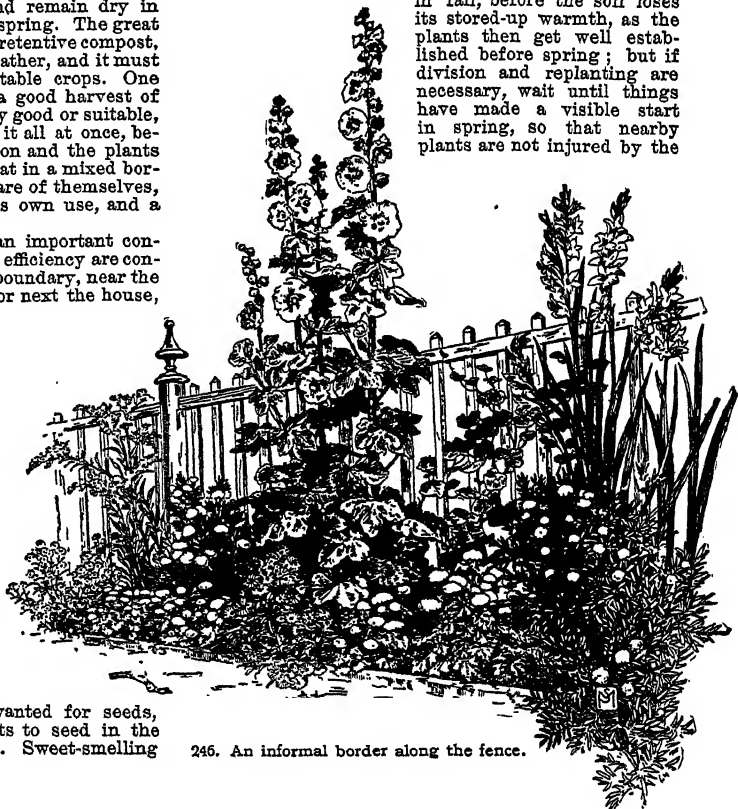 nd remain dry in
spring. The great
retentive compost,
ather, and it must
table crops. One
a good harvest of
y good or suitable,
it all at once, be-
on and the plants
at in a mixed bor-
are of themselves,
s own use, and a
an important con-
efficiency are con-
boundary, near the
or next the house,
in fall, before the soil loses
its stored-up warmth, as the
plants then get well estab-
lished before spring; but if
division and replanting are
necessary, wait until things
have made a visible start
in spring, so that nearby
plants are not injured by the
vanted for seeds,
ts to seed in the
. Sweet-smelling
246. An informal border along the fence.